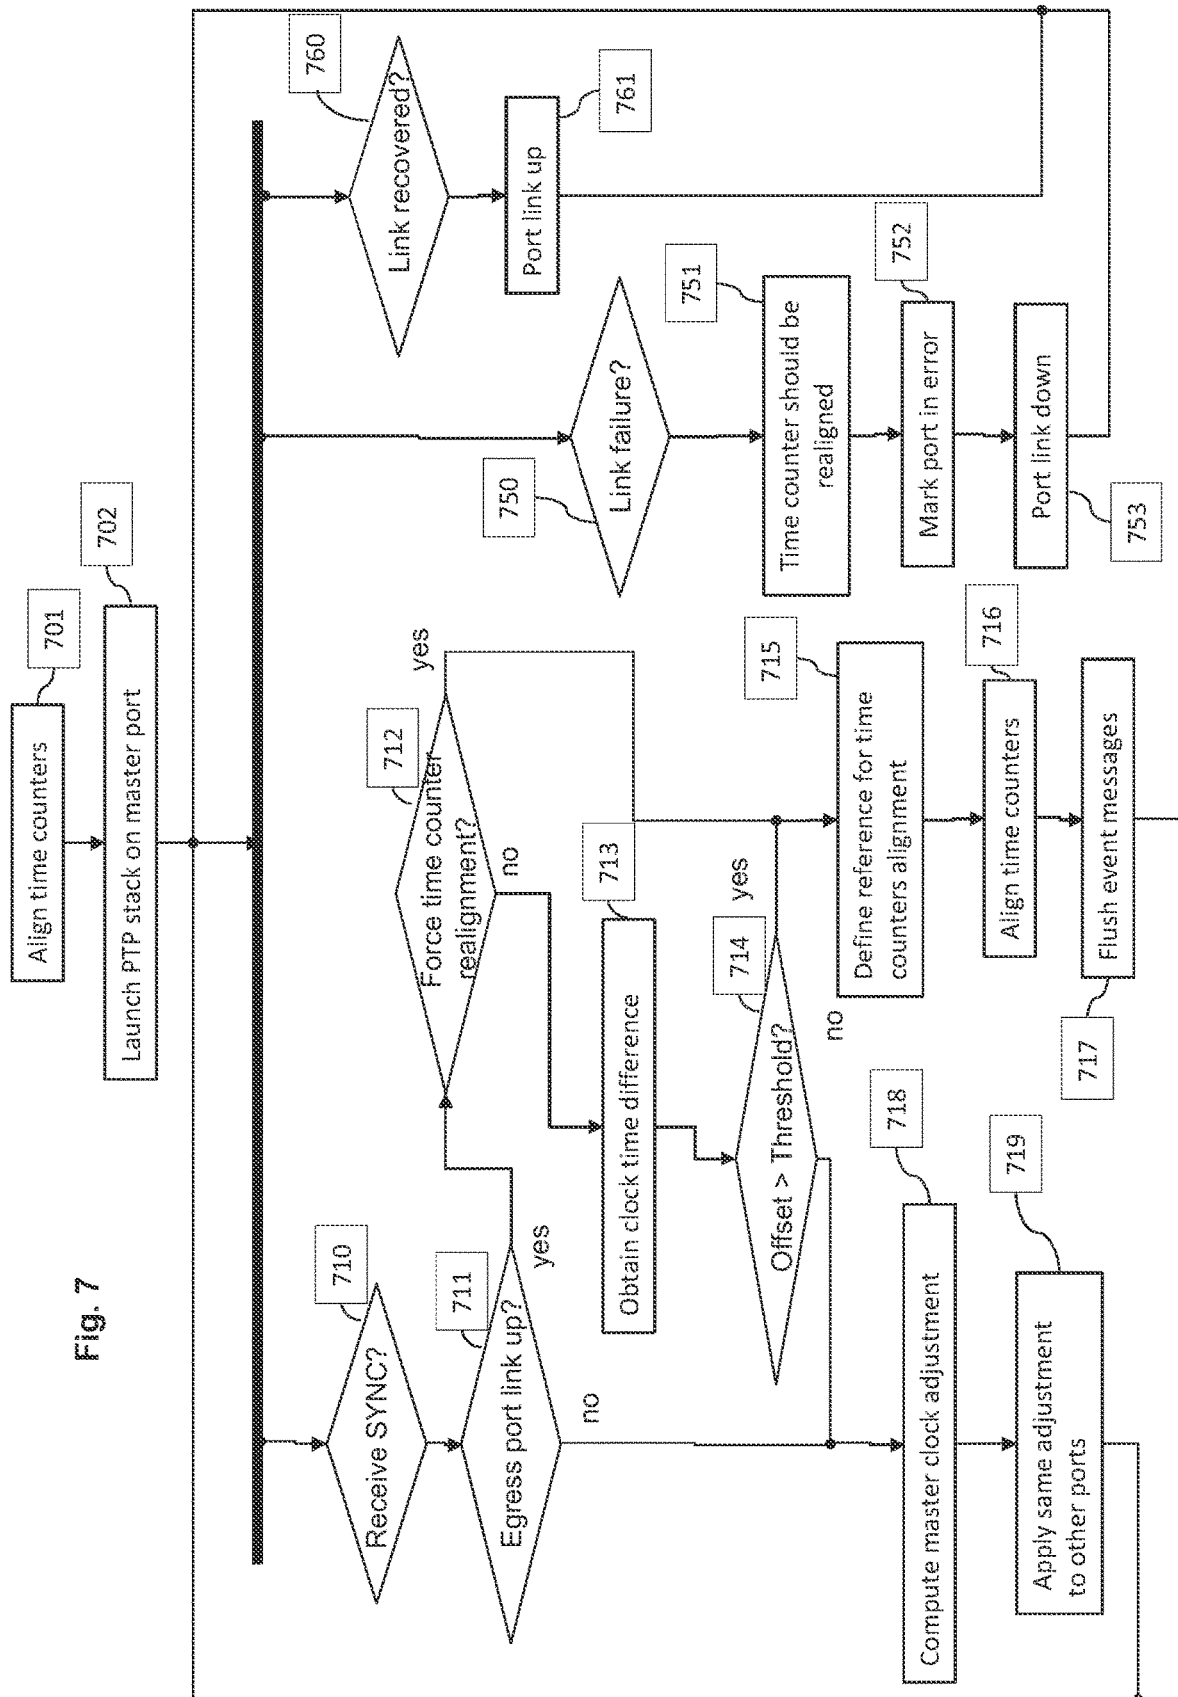 Fig. 7
Align time counters
701
Launch PTP stack on master port
702
Receive SYNC?
710
Egress port link up?
711
yes
no
Force time counter
realignment?
712
yes
no
Obtain clock time difference
713
Offset > Threshold?
714
yes
no
Define reference for time
counters alignment
715
Align time counters
716
Flush event messages
717
Compute master clock adjustment
718
Apply same adjustment
to other ports
719
Link failure?
750
Time counter should be
realigned
751
Mark port in error
752
Port link down
753
Link recovered?
760
Port link up
761